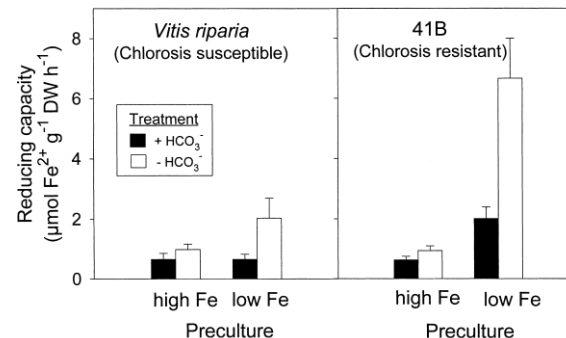 Vitis riparia
(Chlorosis susceptible)
41B
(Chlorosis resistant)
Reducing capacity
(µmol Fe²⁺ g⁻¹ DW h⁻¹)
8
6
4
2
0
Treatment
+ HCO₃⁻
- HCO₃⁻
high Fe low Fe
Preculture
high Fe low Fe
Preculture